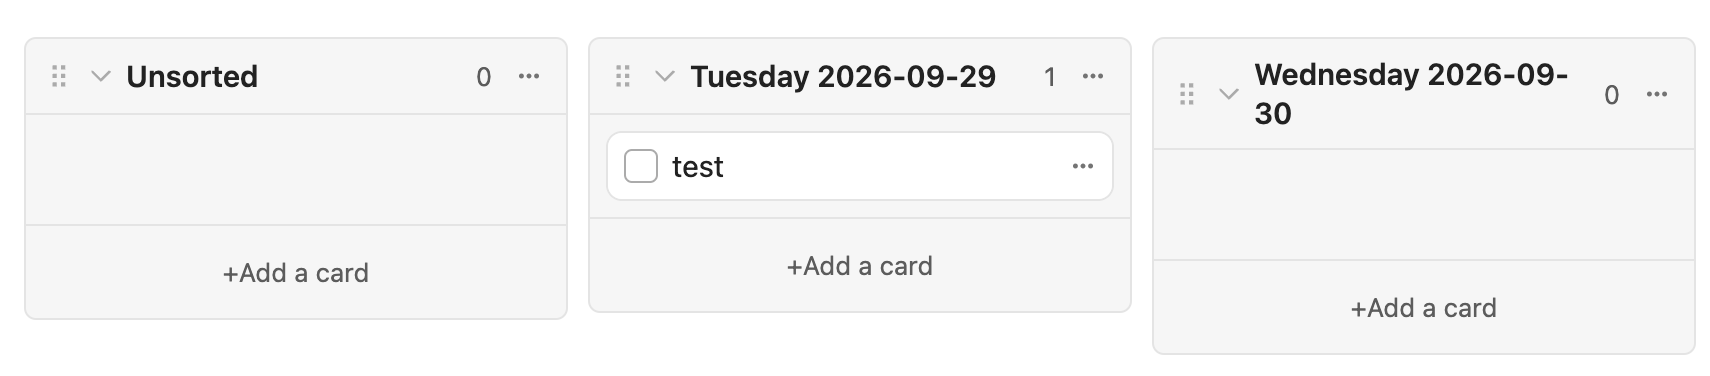 Unsorted 0
+Add a card
Tuesday 2026-09-29 1
test
+Add a card
Wednesday 2026-09-
30 0
+Add a card